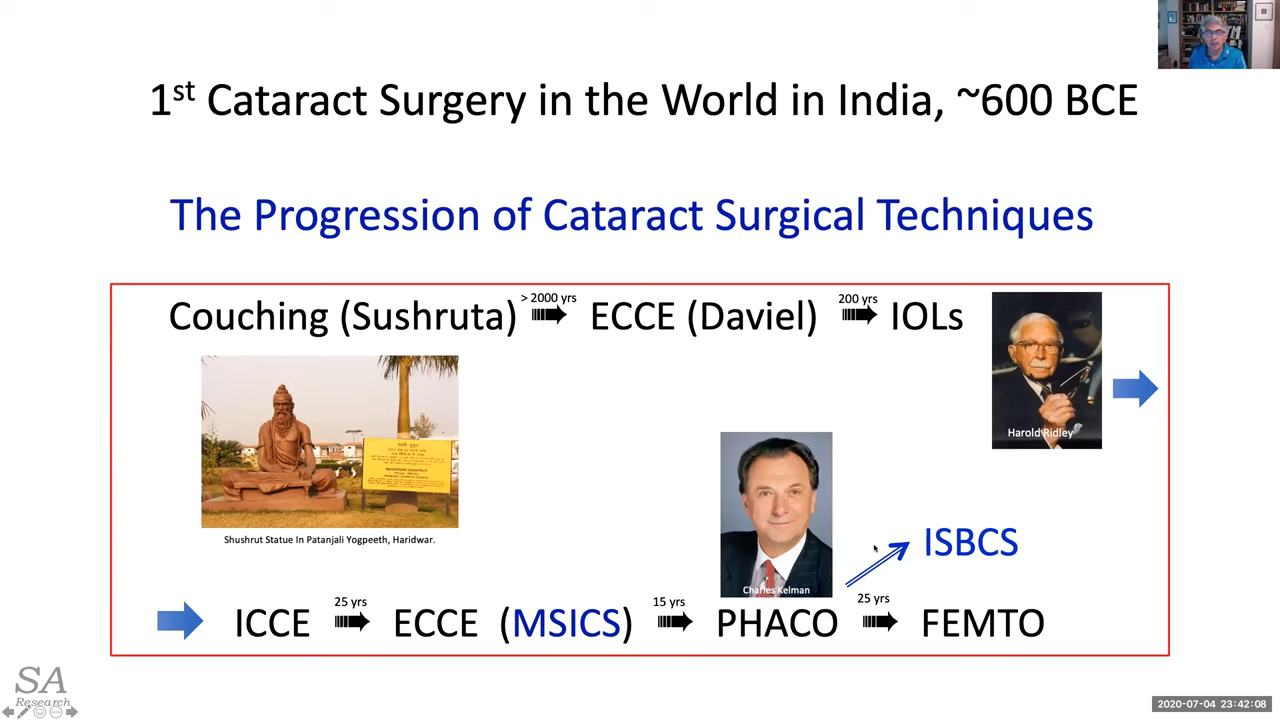 1st Cataract Surgery in the World in India, ~600 BCE
The Progression of Cataract Surgical Techniques
Couching (Sushruta) > 2000 yrs ECCE (Daviel) 200 yrs IOLs
Harold Ridley
Shushrut Statue In Patanjali Yogpeeth, Haridwar.
Charles Kelman
ISBCS
ICCE 25 yrs ECCE (MSICS) 15 yrs PHACO 25 yrs FEMTO
SA
Research
2020-07-04 23:42:08